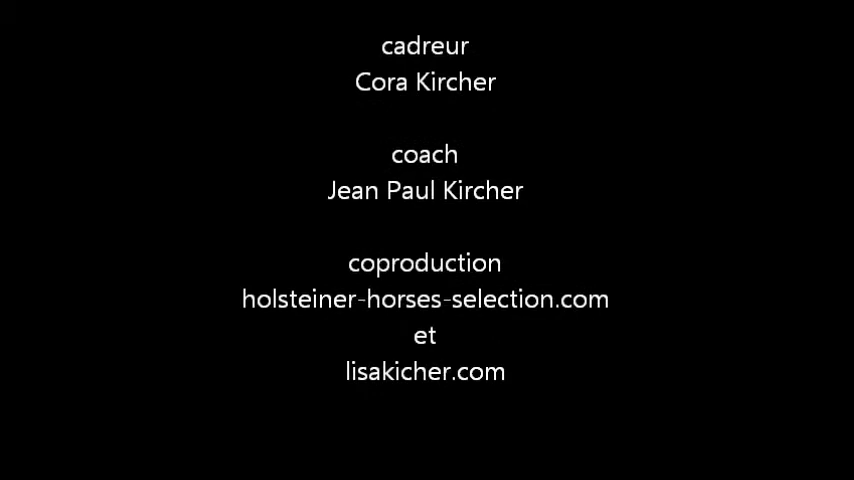 cadreur
Cora Kircher
coach
Jean Paul Kircher
coproduction
holsteiner-horses-selection.com
et
lisakicher.com